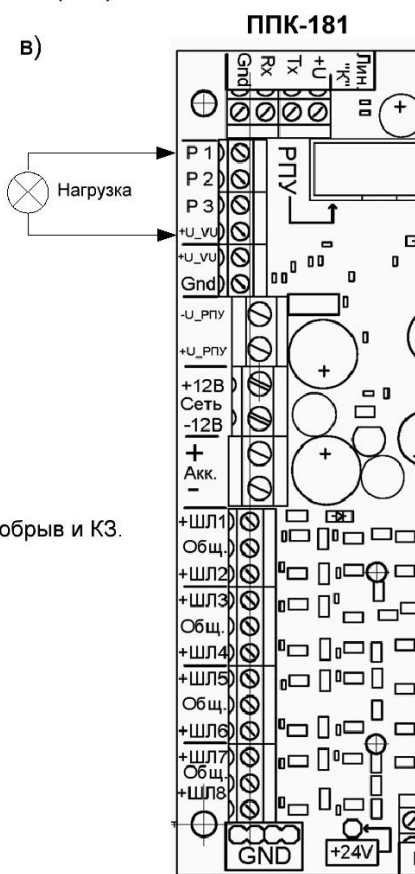 ППК-181
в)
Gnd
Rx
Tx
+U
Лин.
"К"
P 1
P 2
P 3
+U_VU
+U_VU
Gnd
Нагрузка
РПУ
-U_РПУ
+U_РПУ
+12В
Сеть
-12В
+
Акк.
-
обрыв и КЗ.
+ШЛ1
Общ.
+ШЛ2
+ШЛ3
Общ.
+ШЛ4
+ШЛ5
Общ.
+ШЛ6
+ШЛ7
Общ.
+ШЛ8
GND
+24V